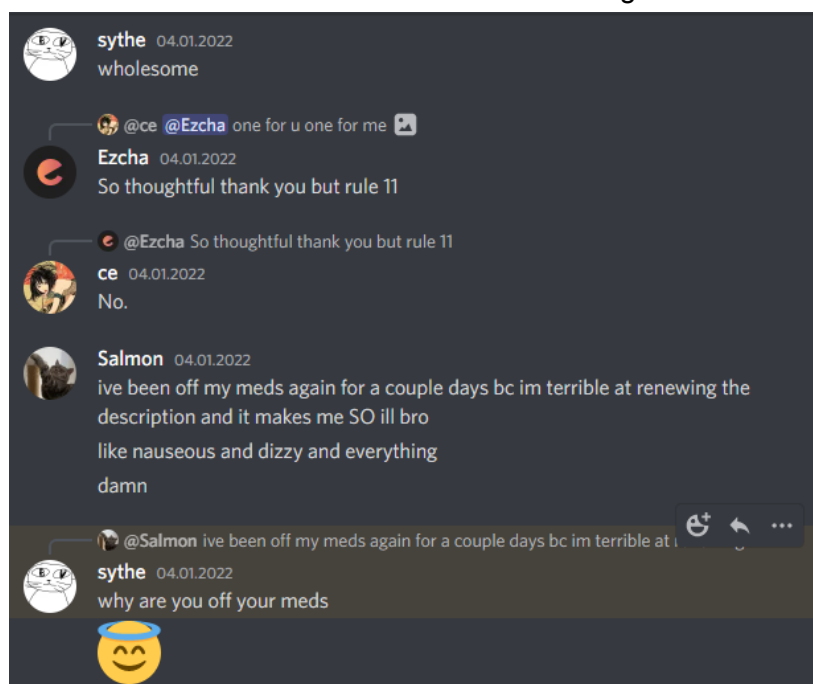 sythe 04.01.2022
wholesome
@ce @Ezcha one for u one for me
Ezcha 04.01.2022
So thoughtful thank you but rule 11
@Ezcha So thoughtful thank you but rule 11
ce 04.01.2022
No.
Salmon 04.01.2022
ive been off my meds again for a couple days bc im terrible at renewing the
description and it makes me SO ill bro
like nauseous and dizzy and everything
damn
@Salmon ive been off my meds again for a couple days bc im terrible at
sythe 04.01.2022
why are you off your meds